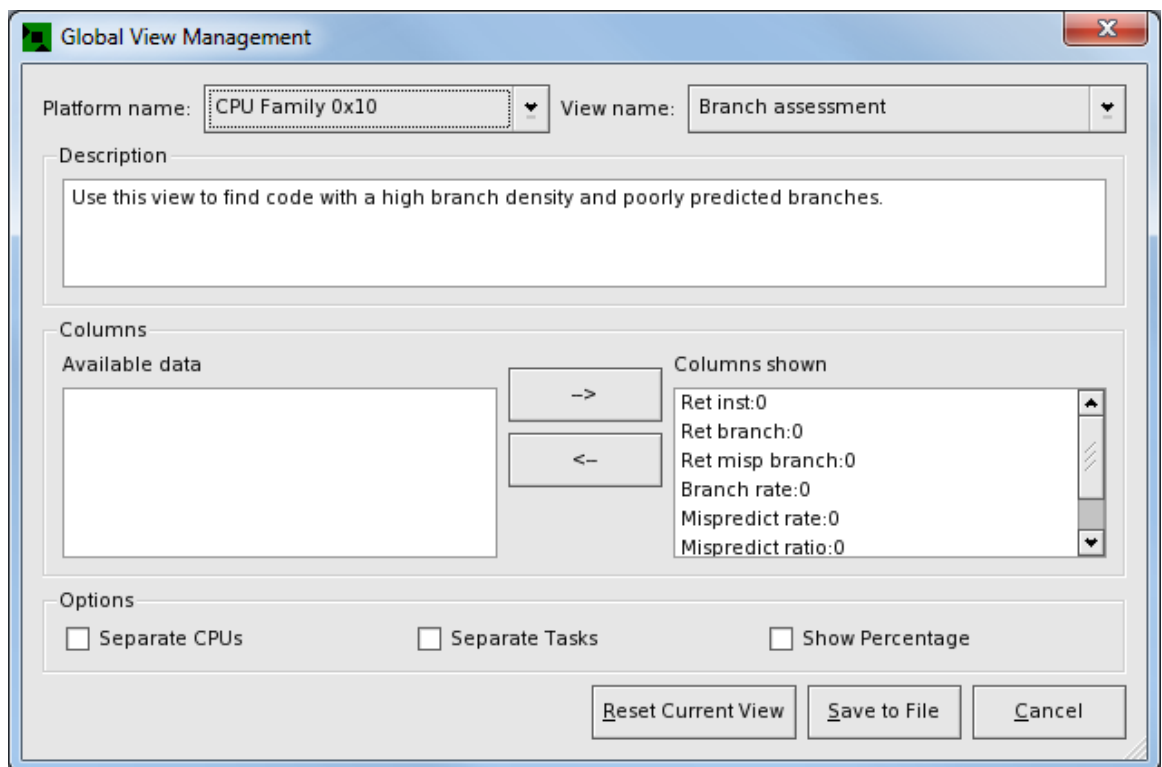 Global View Management
Platform name: CPU Family 0x10 View name: Branch assessment
Description
Use this view to find code with a high branch density and poorly predicted branches.
Columns
Available data
Columns shown
-->
<--
Ret inst:0
Ret branch:0
Ret misp branch:0
Branch rate:0
Mispredict rate:0
Mispredict ratio:0
Options
Separate CPUs Separate Tasks Show Percentage
Reset Current View Save to File Cancel